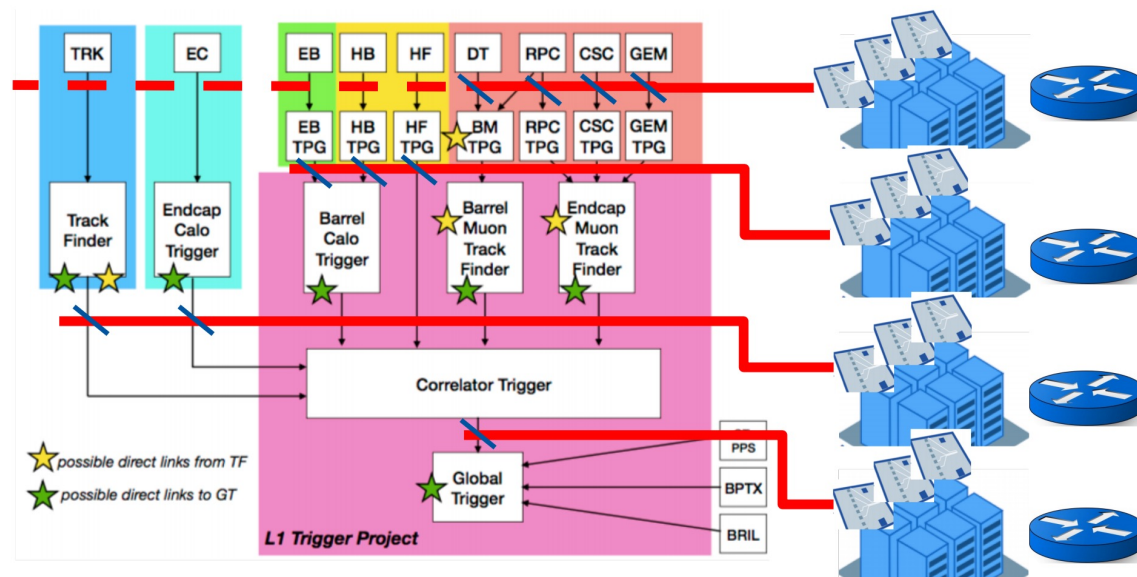 TRK
EC
EB
HB
HF
DT
RPC
CSC
GEM
EB
TPG
HB
TPG
HF
TPG
BM
TPG
RPC
TPG
CSC
TPG
GEM
TPG
Track
Finder
Endcap
Calo
Trigger
Barrel
Calo
Trigger
Barrel
Muon
Track
Finder
Endcap
Muon
Track
Finder
Correlator Trigger
possible direct links from TF
possible direct links to GT
Global
Trigger
PPS
BPTX
BRIL
L1 Trigger Project